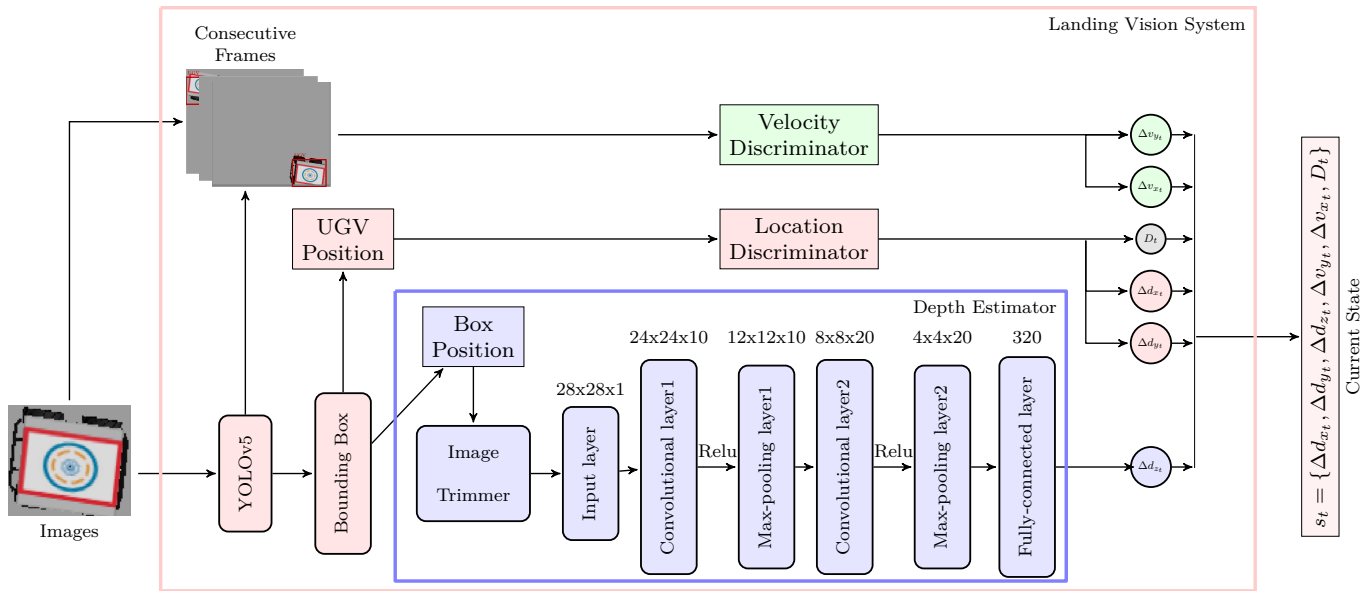 Landing Vision System
Consecutive
Frames
Velocity
Discriminator
Δv_{y_t}
Δv_{x_t}
UGV
Position
Location
Discriminator
D_t
Δd_{x_t}
Δd_{y_t}
Depth Estimator
Box
Position
24x24x10
12x12x10
8x8x20
4x4x20
320
28x28x1
Images
YOLOv5
Bounding Box
Image
Trimmer
Input layer
Convolutional layer1
Relu
Max-pooling layer1
Convolutional layer2
Relu
Max-pooling layer2
Fully-connected layer
Δd_{z_t}
s_t = {Δd_{x_t}, Δd_{y_t}, Δd_{z_t}, Δv_{y_t}, Δv_{x_t}, D_t}
Current State